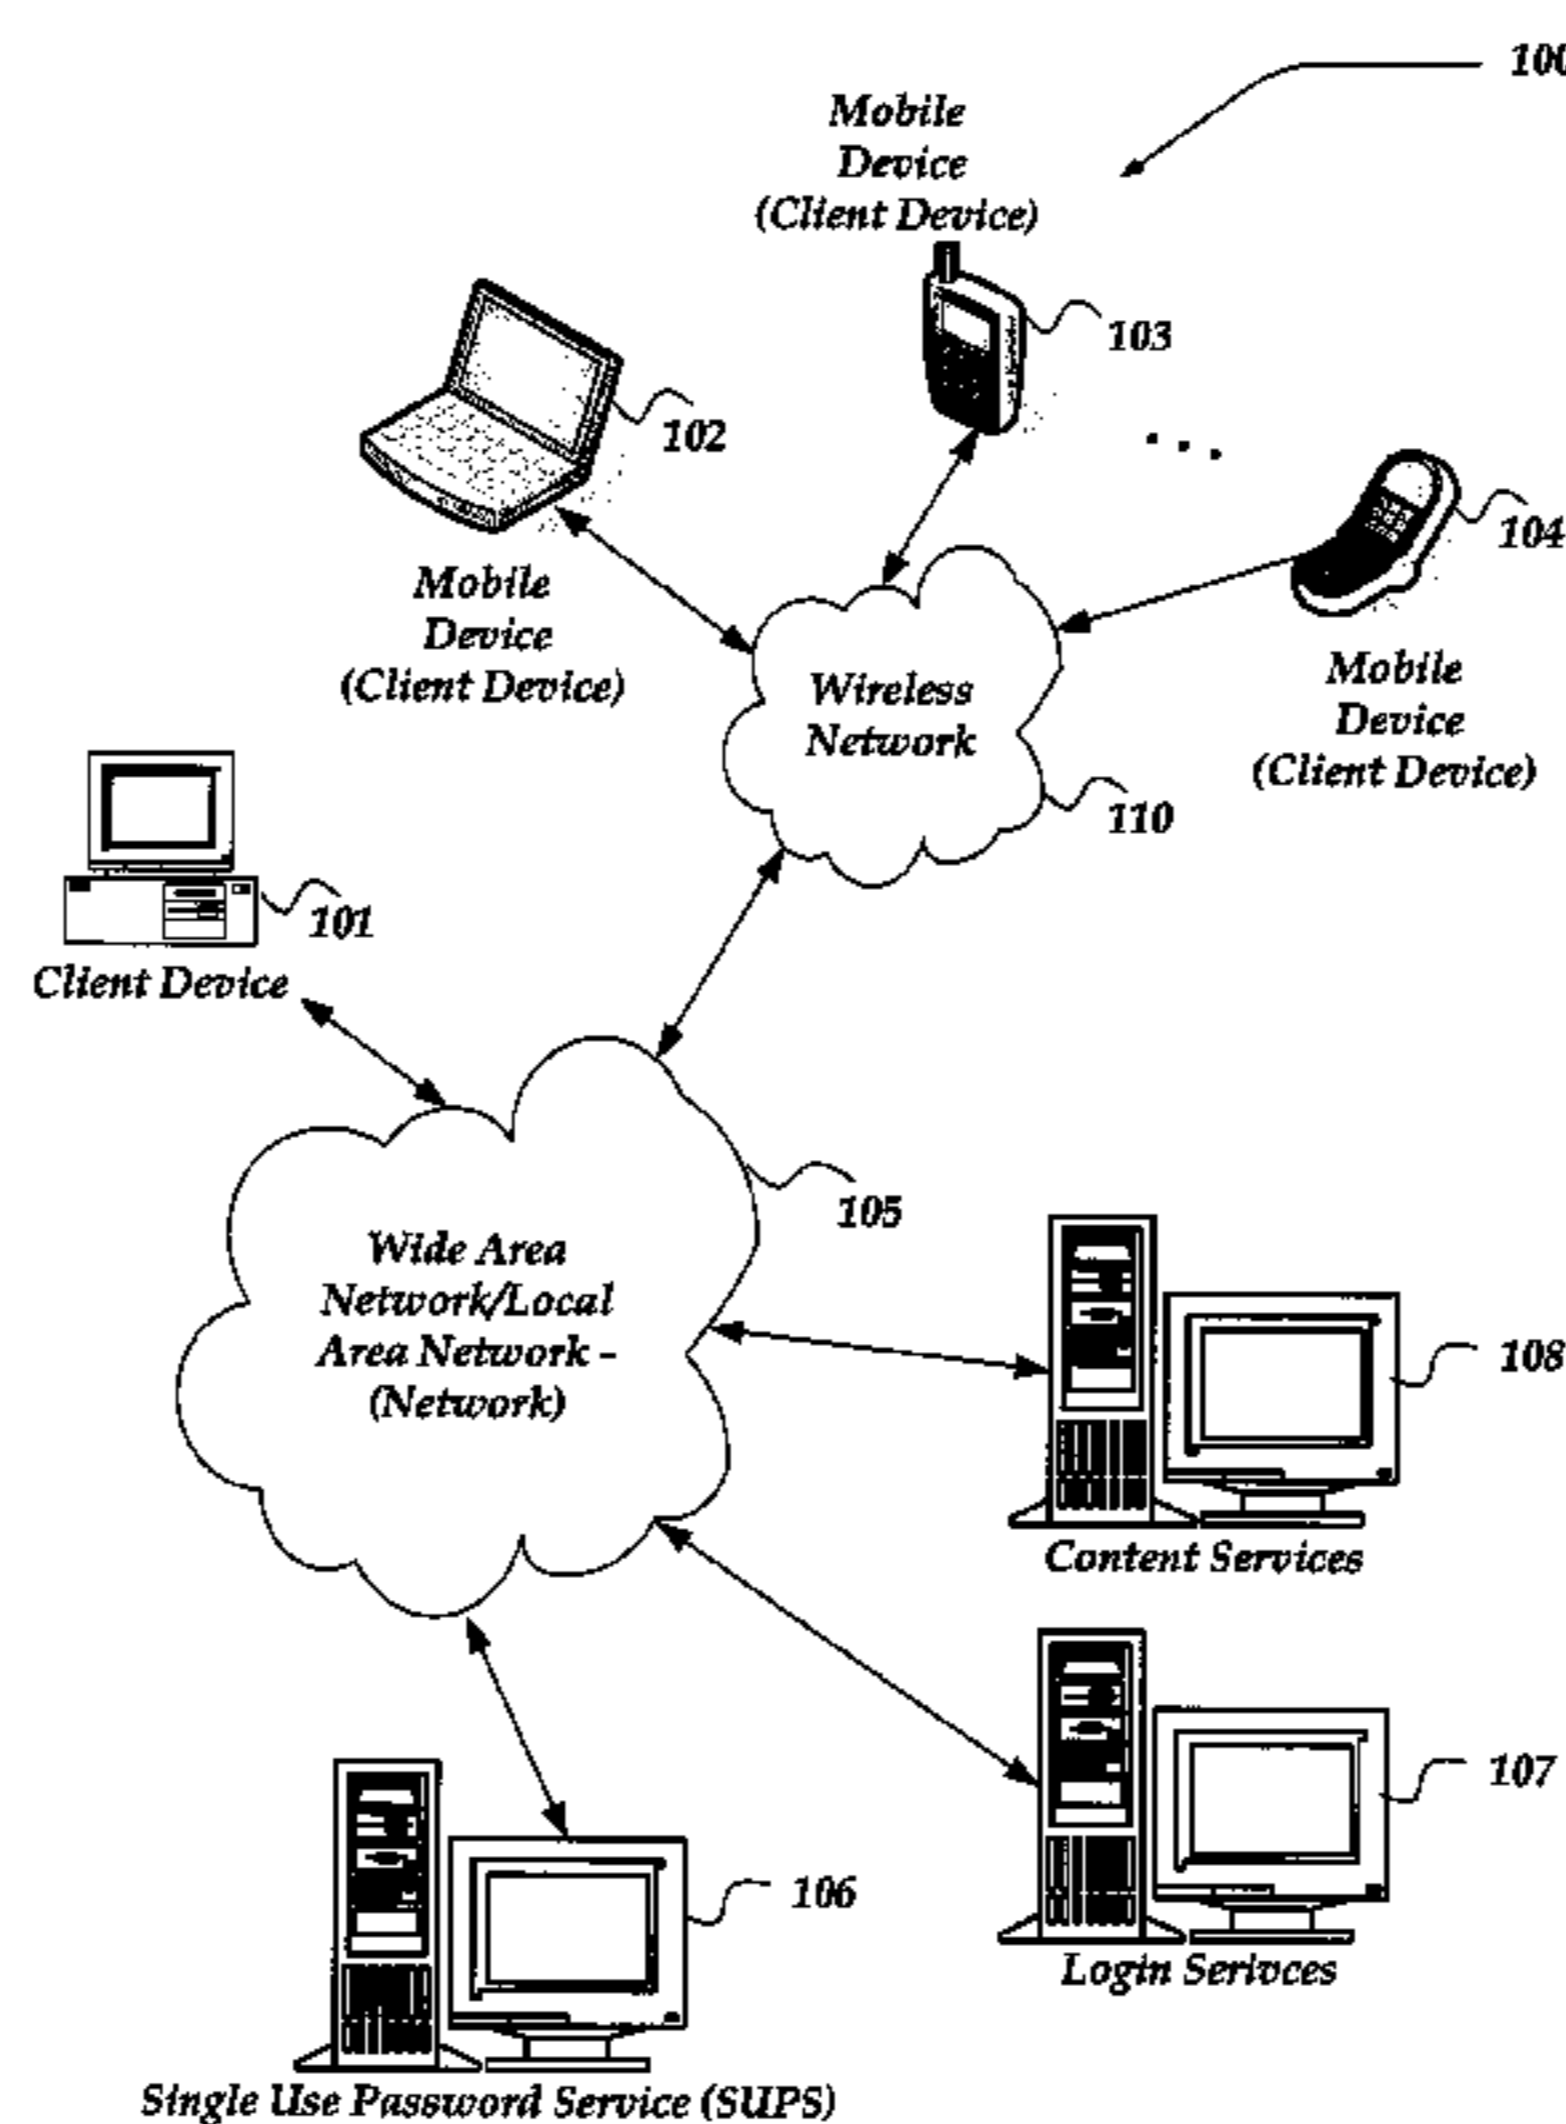 100
Mobile
Device
(Client Device)
103
102
104
Mobile
Device
(Client Device)
Wireless
Network
Mobile
Device
(Client Device)
110
101
Client Device
105
Wide Area
Network/Local
Area Network -
(Network)
108
Content Services
107
106
Login Serivces
Single Use Password Service (SUPS)